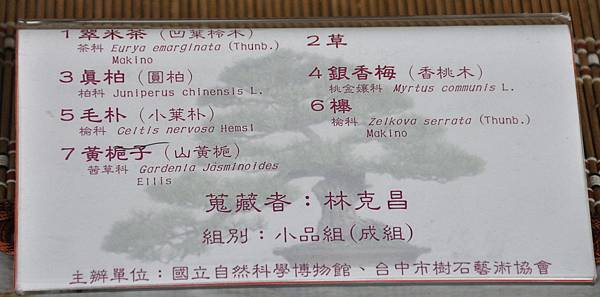 1 翠米茶（凹葉柃木）
茶科 Eurya emarginata (Thunb.)
Makino
2 草
3 眞柏（圓柏）
柏科 Juniperus chinensis L.
4 銀香梅（香桃木）
桃金孃科 Myrtus communis L.
5 毛朴（小葉朴）
榆科 Celtis nervosa Hemsl
6 櫸
榆科 Zelkova serrata (Thunb.)
Makino
7 黃梔子（山黃梔）
茜草科 Gardenia Jasminoides
Ellis
蒐藏者：林克昌
組別：小品組(成組)
主辦單位：國立自然科學博物館、台中市樹石藝術協會